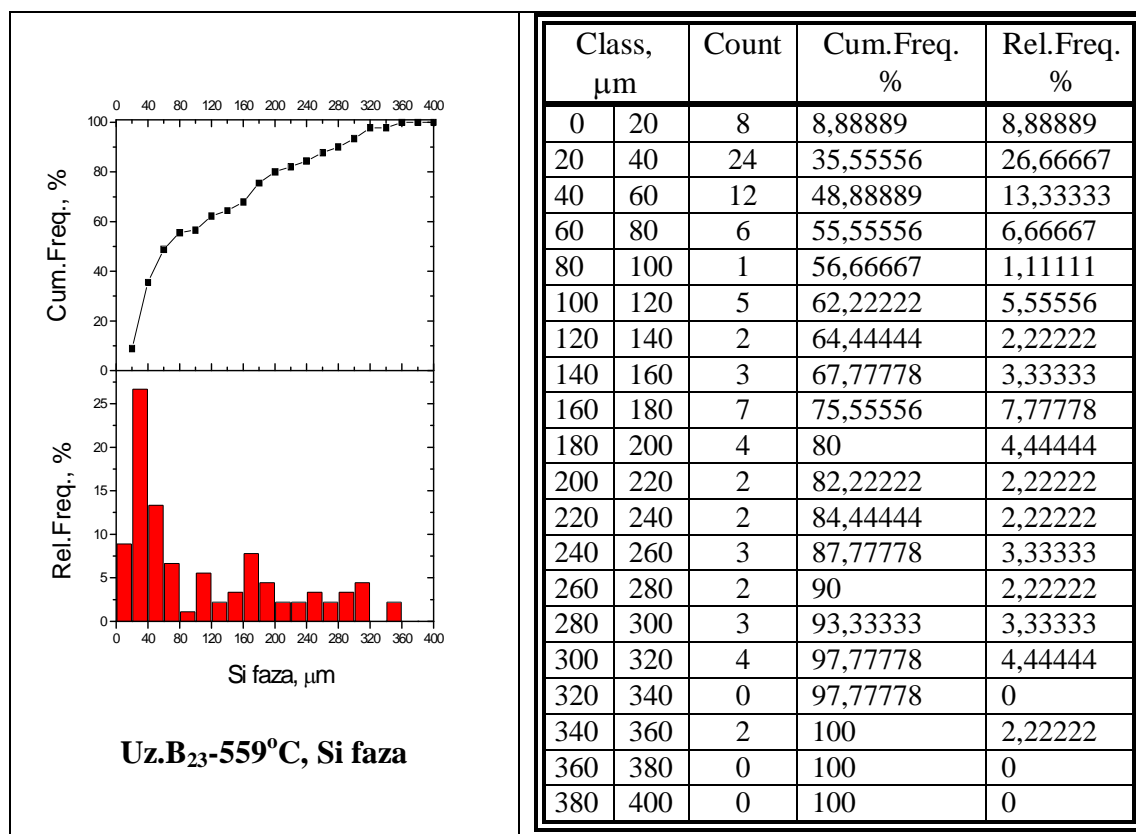 0 40 80 120 160 200 240 280 320 360 400
100
80
60
40
20
0
Cum.Freq., %
25
20
15
10
5
0
Rel.Freq., %
0 40 80 120 160 200 240 280 320 360 400
Si faza, μm
Uz.B23-559°C, Si faza
Class, μm Count Cum.Freq. % Rel.Freq. %
0 20 8 8,88889 8,88889
20 40 24 35,55556 26,66667
40 60 12 48,88889 13,33333
60 80 6 55,55556 6,66667
80 100 1 56,66667 1,11111
100 120 5 62,22222 5,55556
120 140 2 64,44444 2,22222
140 160 3 67,77778 3,33333
160 180 7 75,55556 7,77778
180 200 4 80 4,44444
200 220 2 82,22222 2,22222
220 240 2 84,44444 2,22222
240 260 3 87,77778 3,33333
260 280 2 90 2,22222
280 300 3 93,33333 3,33333
300 320 4 97,77778 4,44444
320 340 0 97,77778 0
340 360 2 100 2,22222
360 380 0 100 0
380 400 0 100 0